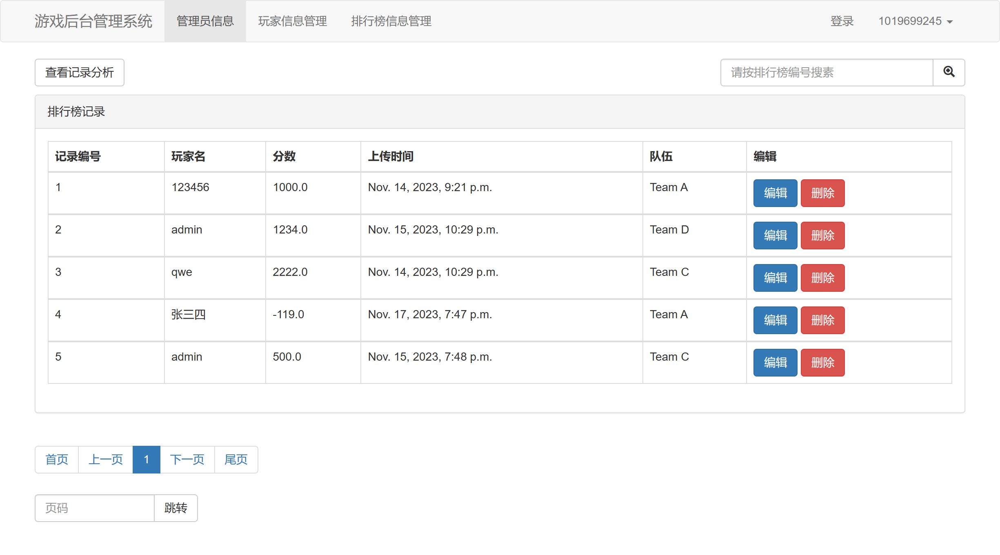 游戏后台管理系统 管理员信息 玩家信息管理 排行榜信息管理 登录 1019699245
查看记录分析 请按排行榜编号搜素
排行榜记录
记录编号 玩家名 分数 上传时间 队伍 编辑
1 123456 1000.0 Nov. 14, 2023, 9:21 p.m. Team A 编辑 删除
2 admin 1234.0 Nov. 15, 2023, 10:29 p.m. Team D 编辑 删除
3 qwe 2222.0 Nov. 14, 2023, 10:29 p.m. Team C 编辑 删除
4 张三四 -119.0 Nov. 17, 2023, 7:47 p.m. Team A 编辑 删除
5 admin 500.0 Nov. 15, 2023, 7:48 p.m. Team C 编辑 删除
首页 上一页 1 下一页 尾页
页码 跳转